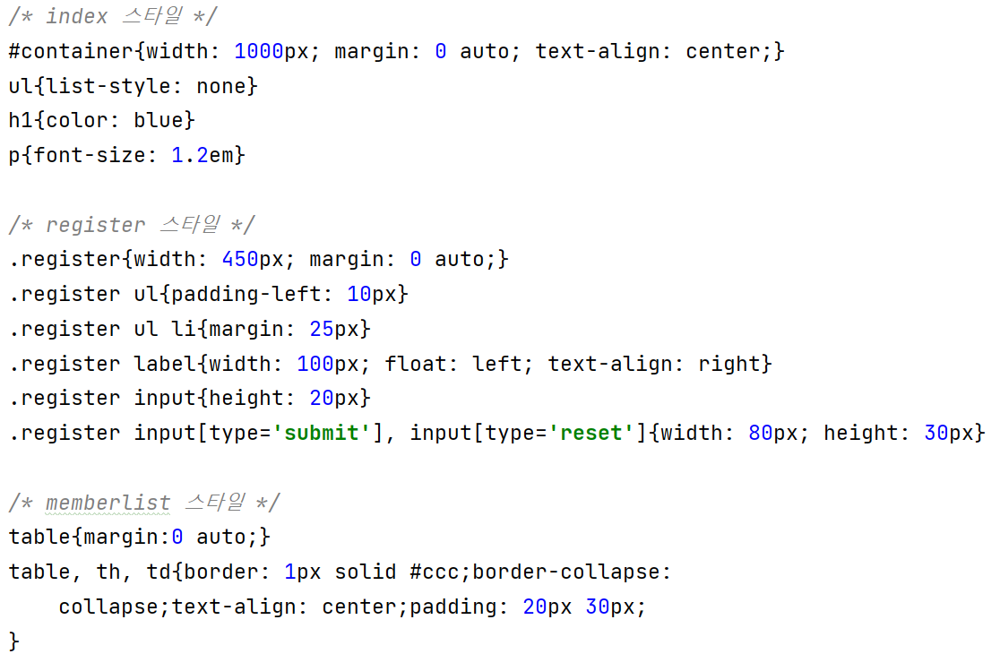 /* index 스타일 */
#container{width: 1000px; margin: 0 auto; text-align: center;}
ul{list-style: none}
h1{color: blue}
p{font-size: 1.2em}
/* register 스타일 */
.register{width: 450px; margin: 0 auto;}
.register ul{padding-left: 10px}
.register ul li{margin: 25px}
.register label{width: 100px; float: left; text-align: right}
.register input{height: 20px}
.register input[type='submit'], input[type='reset']{width: 80px; height: 30px}
/* memberlist 스타일 */
table{margin:0 auto;}
table, th, td{border: 1px solid #ccc;border-collapse:
    collapse;text-align: center;padding: 20px 30px;
}